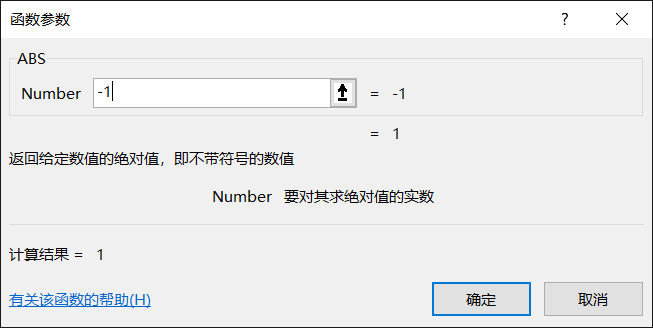 函数参数 ?
ABS
Number -1 = -1
= 1
返回给定数值的绝对值，即不带符号的数值
Number 要对其求绝对值的实数
计算结果 = 1
有关该函数的帮助(H) 确定 取消